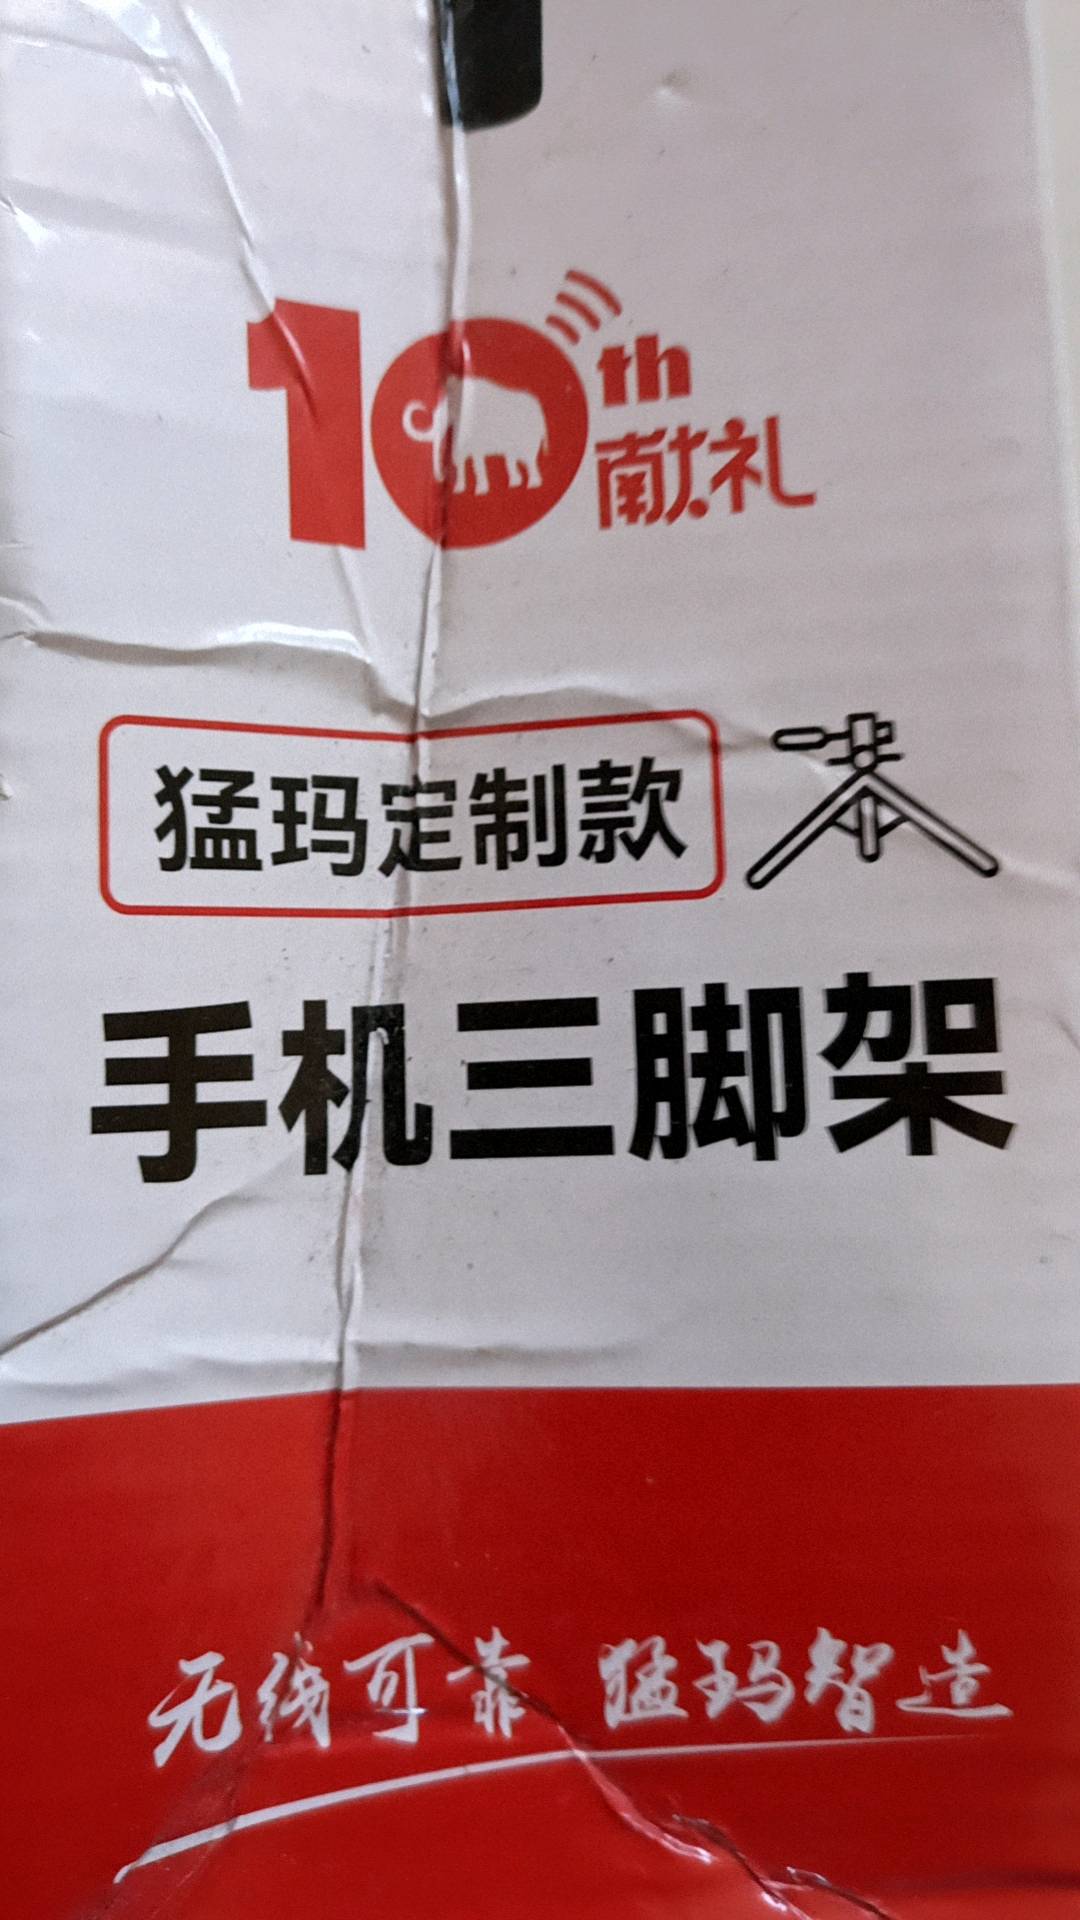 10th
献礼
猛玛定制款
手机三脚架
无线可靠 猛玛智造